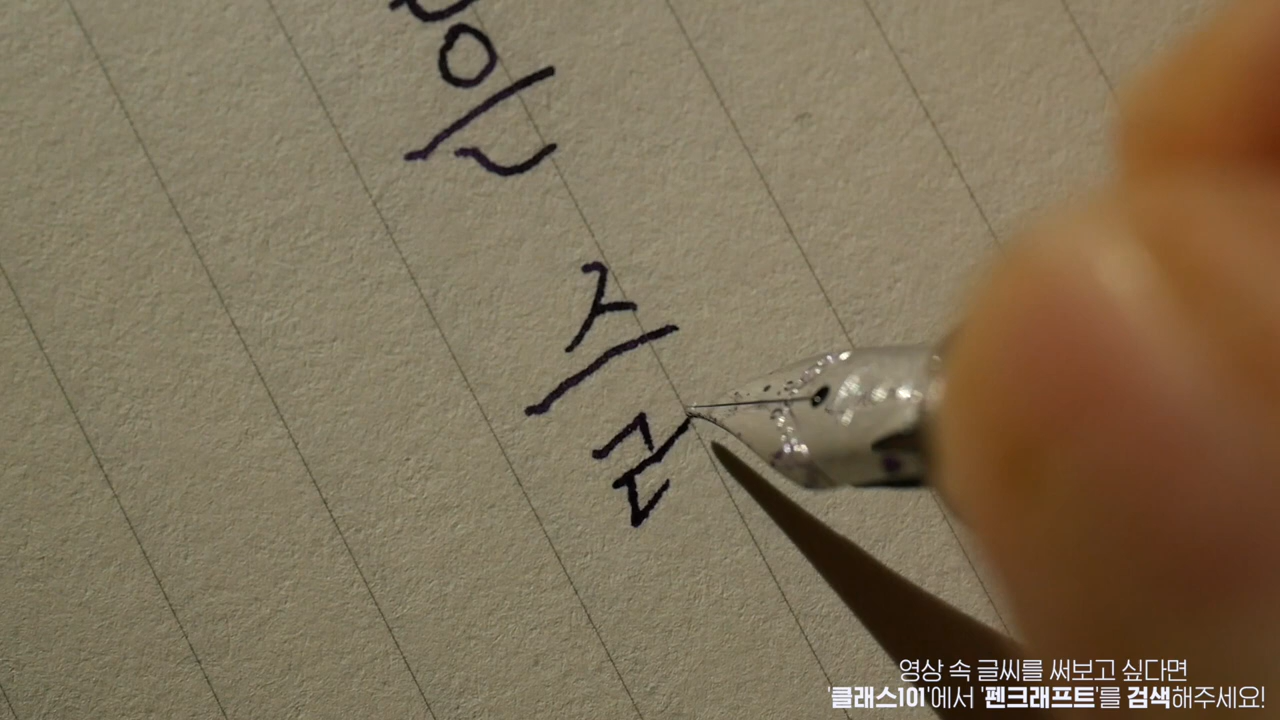 인 지
영상 속 글씨를 써보고 싶다면
'클래스101'에서 '펜크래프트'를 검색해주세요!